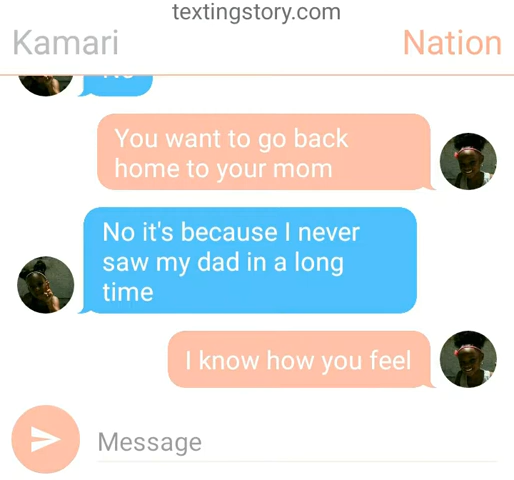 textingstory.com
Kamari
Nation
You want to go back
home to your mom
No it's because I never
saw my dad in a long
time
I know how you feel
Message